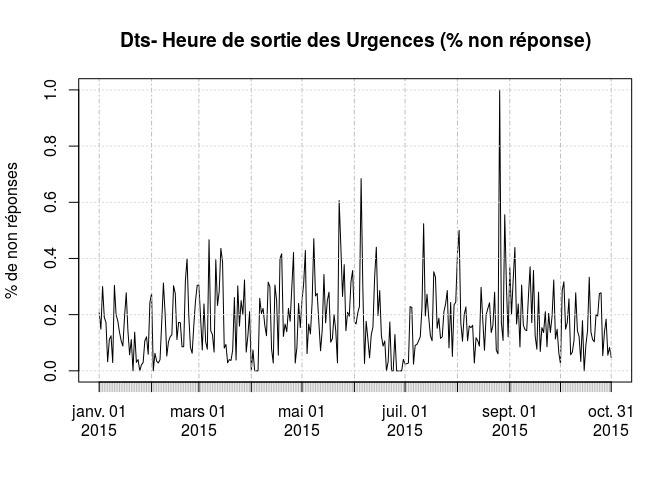 Dts- Heure de sortie des Urgences (% non réponse)
% de non réponses
1.0
0.8
0.6
0.4
0.2
0.0
janv. 01 mars 01 mai 01 juil. 01 sept. 01 oct. 31
2015 2015 2015 2015 2015 2015